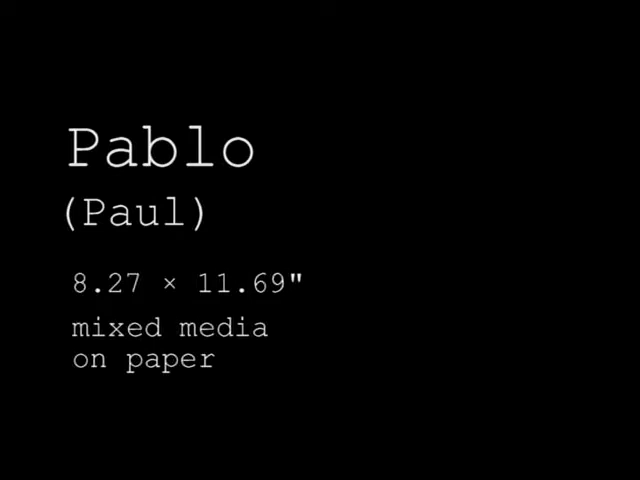 Pablo
(Paul)
8.27 × 11.69"
mixed media
on paper